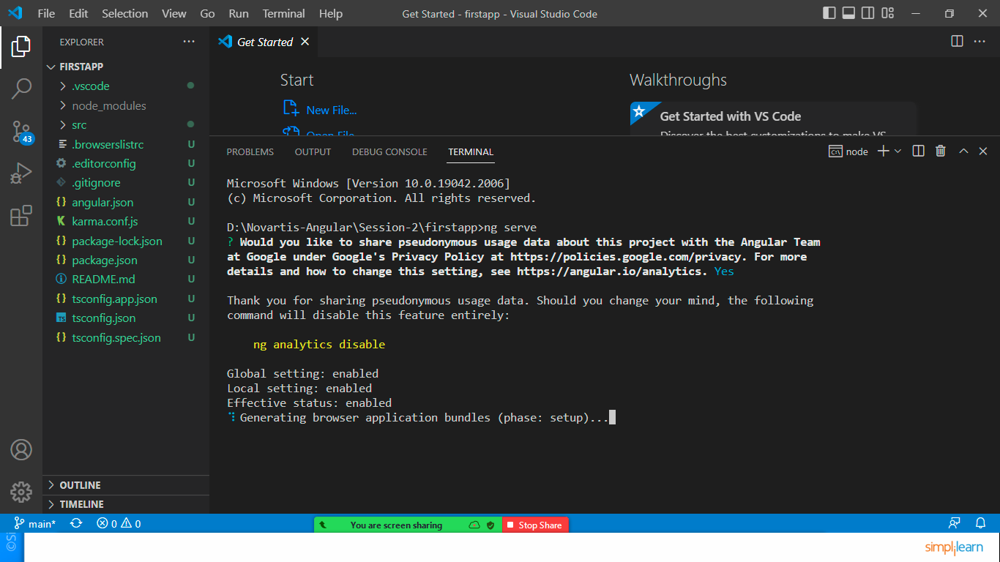 File Edit Selection View Go Run Terminal Help Get Started - firstapp - Visual Studio Code
EXPLORER
Get Started
FIRSTAPP
.vscode
node_modules
src
.browserslistrc U
.editorconfig U
.gitignore U
angular.json U
karma.conf.js U
package-lock.json U
package.json U
README.md U
tsconfig.app.json U
tsconfig.json U
tsconfig.spec.json U
43
OUTLINE
TIMELINE
Start
New File...
Open File
Walkthroughs
Get Started with VS Code
Discover the best customizations to make VS
PROBLEMS OUTPUT DEBUG CONSOLE TERMINAL node
Microsoft Windows [Version 10.0.19042.2006]
(c) Microsoft Corporation. All rights reserved.
D:\Novartis-Angular\Session-2\firstapp>ng serve
? Would you like to share pseudonymous usage data about this project with the Angular Team
at Google under Google's Privacy Policy at https://policies.google.com/privacy. For more
details and how to change this setting, see https://angular.io/analytics. Yes
Thank you for sharing pseudonymous usage data. Should you change your mind, the following
command will disable this feature entirely:
ng analytics disable
Global setting: enabled
Local setting: enabled
Effective status: enabled
Generating browser application bundles (phase: setup)...
main* 0 0
You are screen sharing Stop Share
©Si
simplilearn